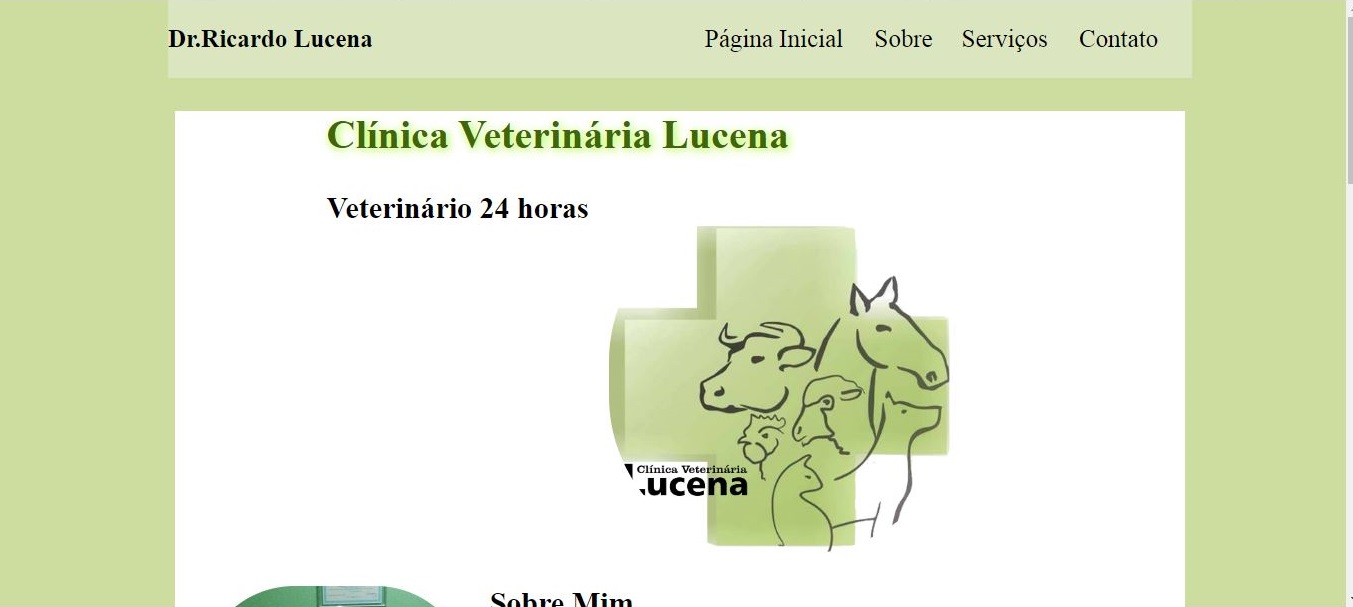 Dr.Ricardo Lucena
Página Inicial Sobre Serviços Contato
Clínica Veterinária Lucena
Veterinário 24 horas
Clínica Veterinária
Lucena
Sobre Mim